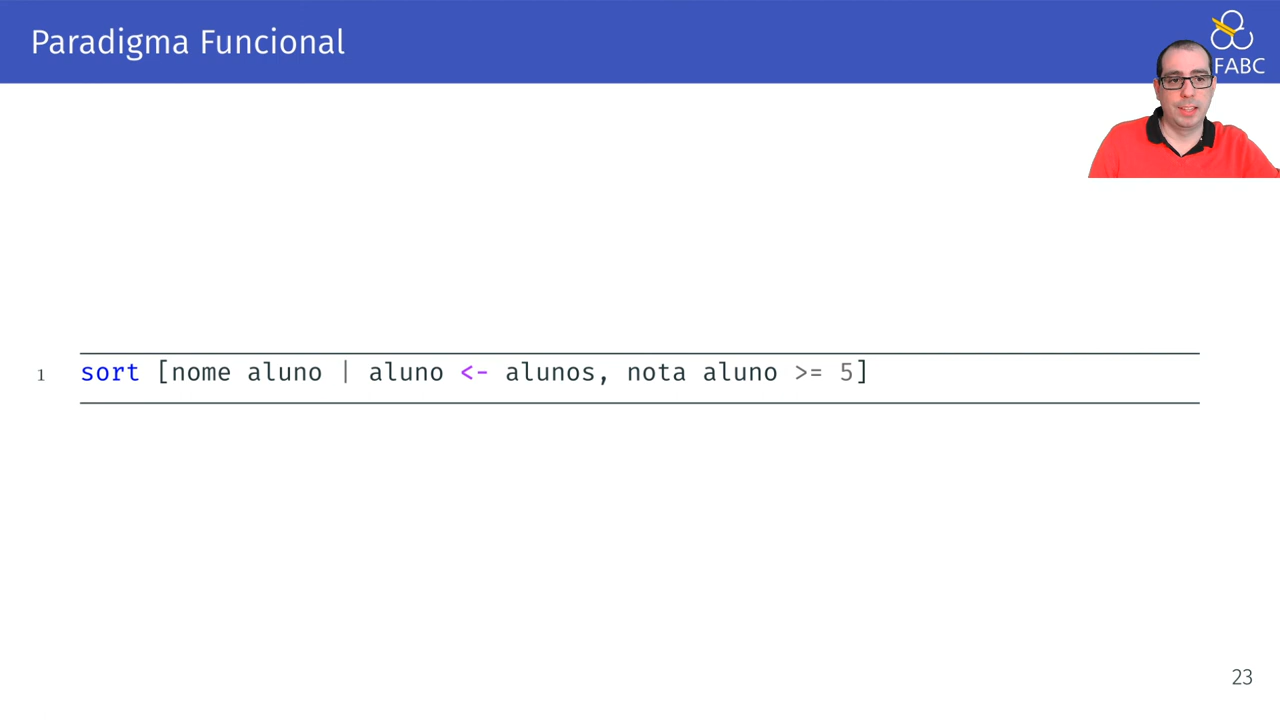 Paradigma Funcional
FABC
1 sort [nome aluno | aluno <- alunos, nota aluno >= 5]
23